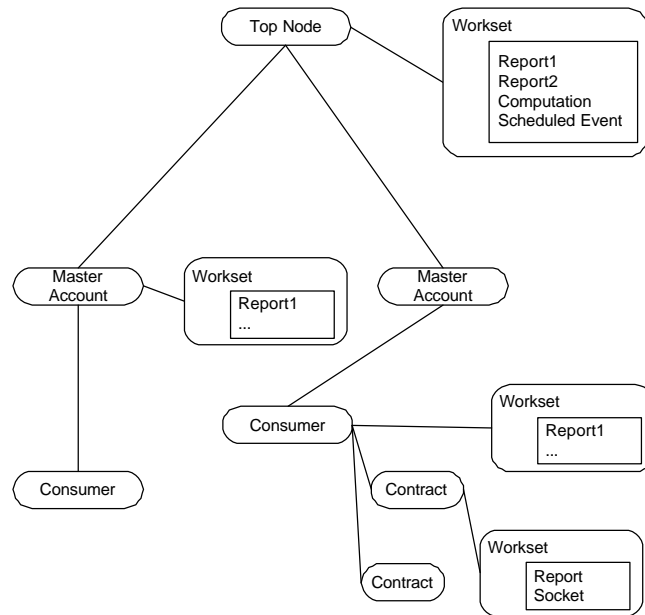 Top Node
Workset
Report1
Report2
Computation
Scheduled Event
Master
Account
Workset
Report1
...
Master
Account
Consumer
Workset
Report1
...
Consumer
Contract
Workset
Report
Socket
Contract